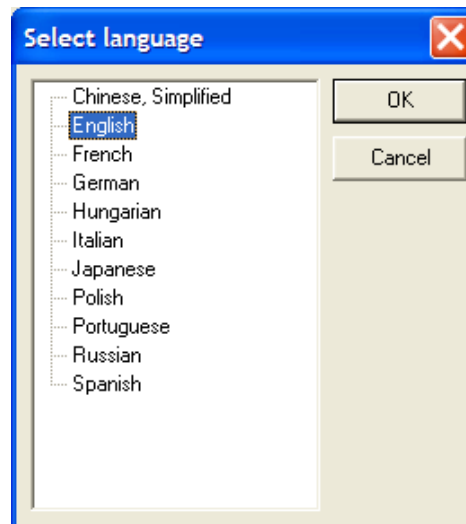 Select language
Chinese, Simplified
English
French
German
Hungarian
Italian
Japanese
Polish
Portuguese
Russian
Spanish
OK
Cancel